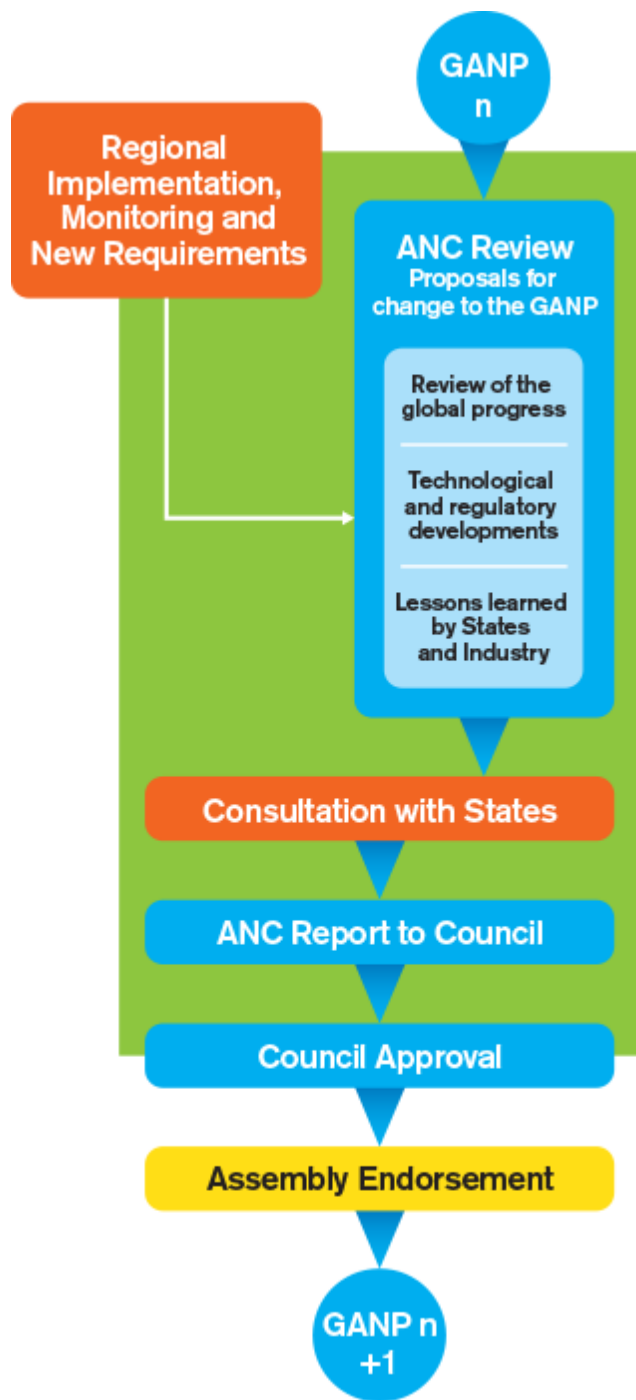 GANP
n
Regional
Implementation,
Monitoring and
New Requirements
ANC Review
Proposals for
change to the GANP
Review of the
global progress
Technological
and regulatory
developments
Lessons learned
by States
and Industry
Consultation with States
ANC Report to Council
Council Approval
Assembly Endorsement
GANP n
+1